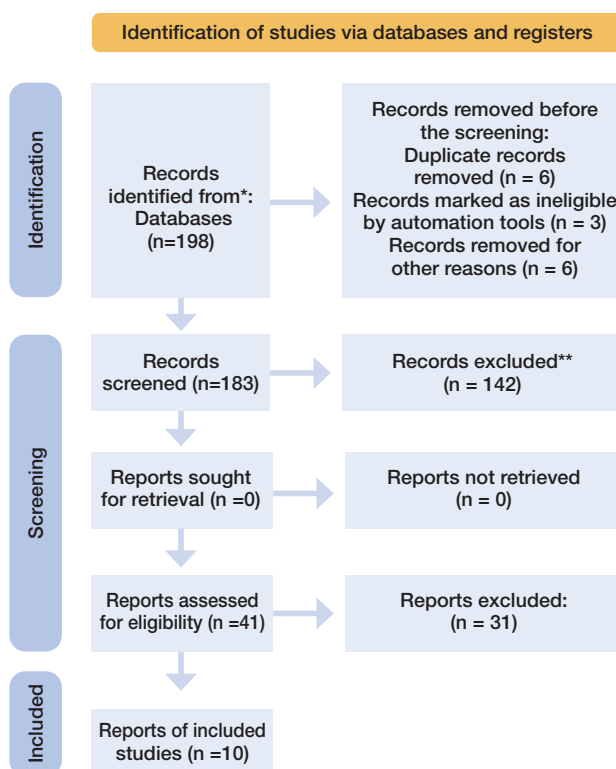 Identification of studies via databases and registers
Identification
Records
identified from*:
Databases
(n=198)
Records removed before
the screening:
Duplicate records
removed (n = 6)
Records marked as ineligible
by automation tools (n = 3)
Records removed for
other reasons (n = 6)
Screening
Records
screened (n=183)
Records excluded**
(n = 142)
Reports sought
for retrieval (n =0)
Reports not retrieved
(n = 0)
Reports assessed
for eligibility (n =41)
Reports excluded:
(n = 31)
Included
Reports of included
studies (n =10)